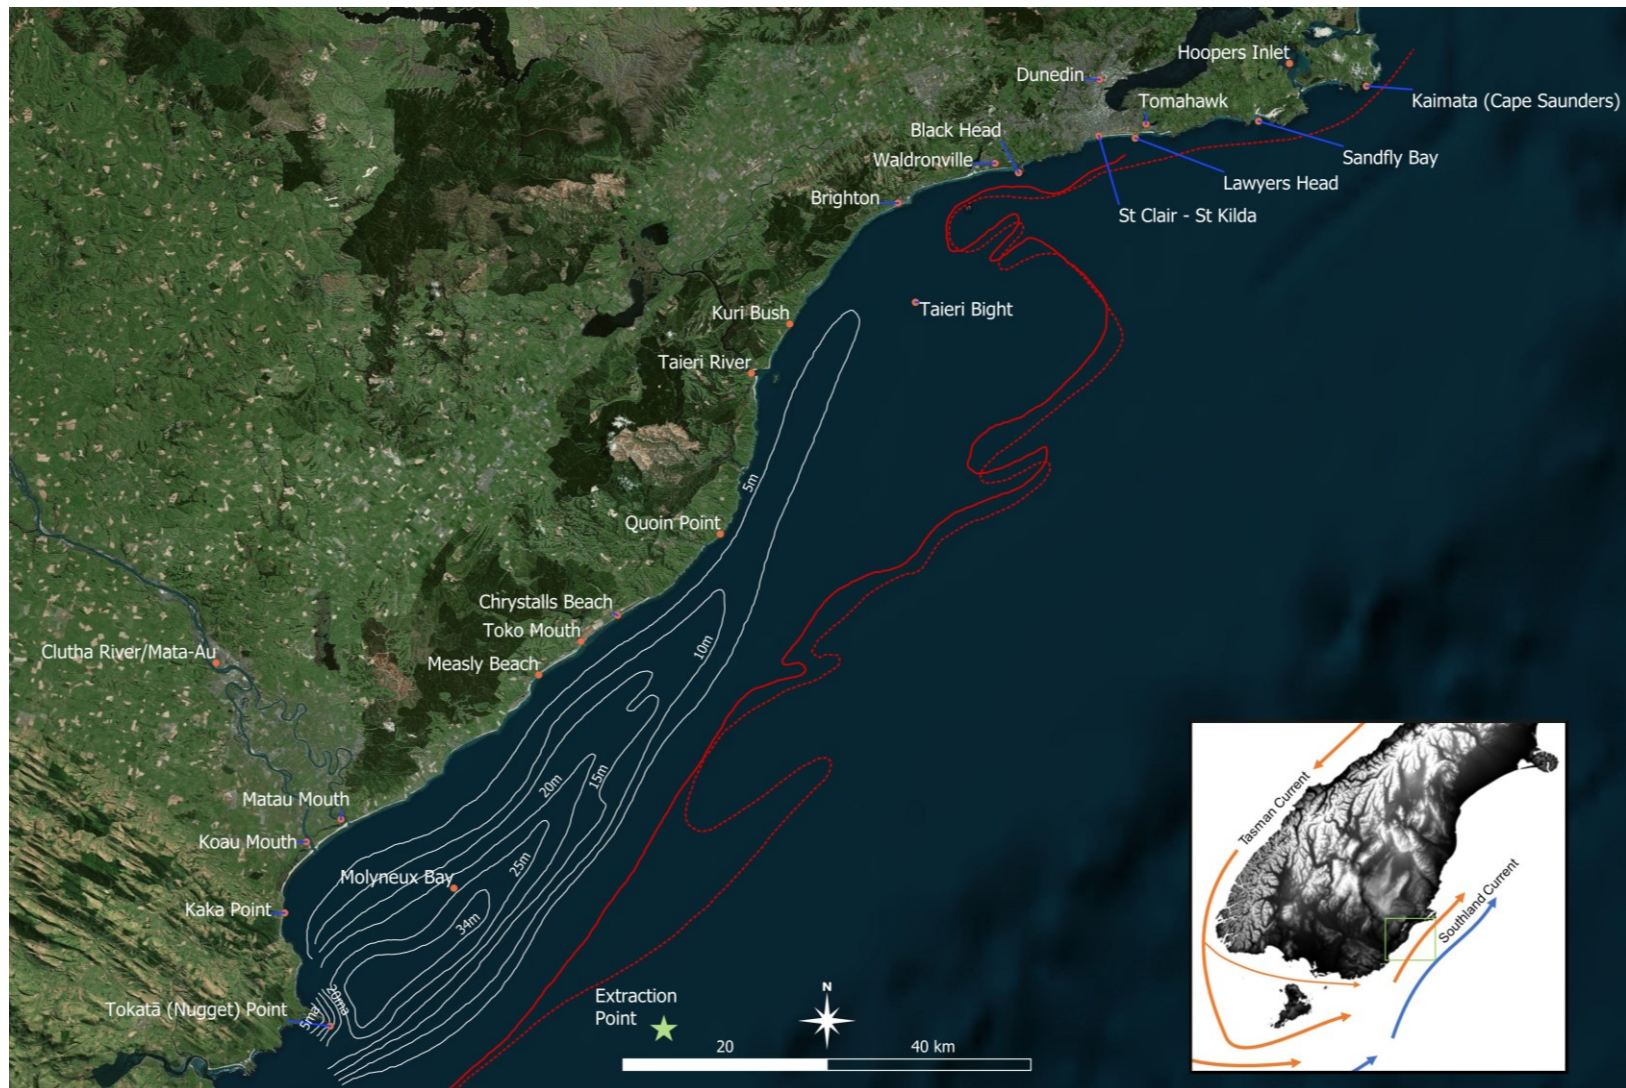 Hoopers Inlet
Dunedin
Kaimata (Cape Saunders)
Tomahawk
Black Head
Waldronville
Sandfly Bay
Lawyers Head
Brighton
St Clair - St Kilda
Kuri Bush
Taieri Bight
Taieri River
5m
Quoin Point
Chrystalls Beach
Toko Mouth
10m
Clutha River/Mata-Au
Measly Beach
20m
15m
Matau Mouth
Koau Mouth
25m
Molyneux Bay
Kaka Point
34m
Tokatā (Nugget) Point
5ma
20ma
Extraction
Point
N
20
40 km
Tasman Current
Southland Current